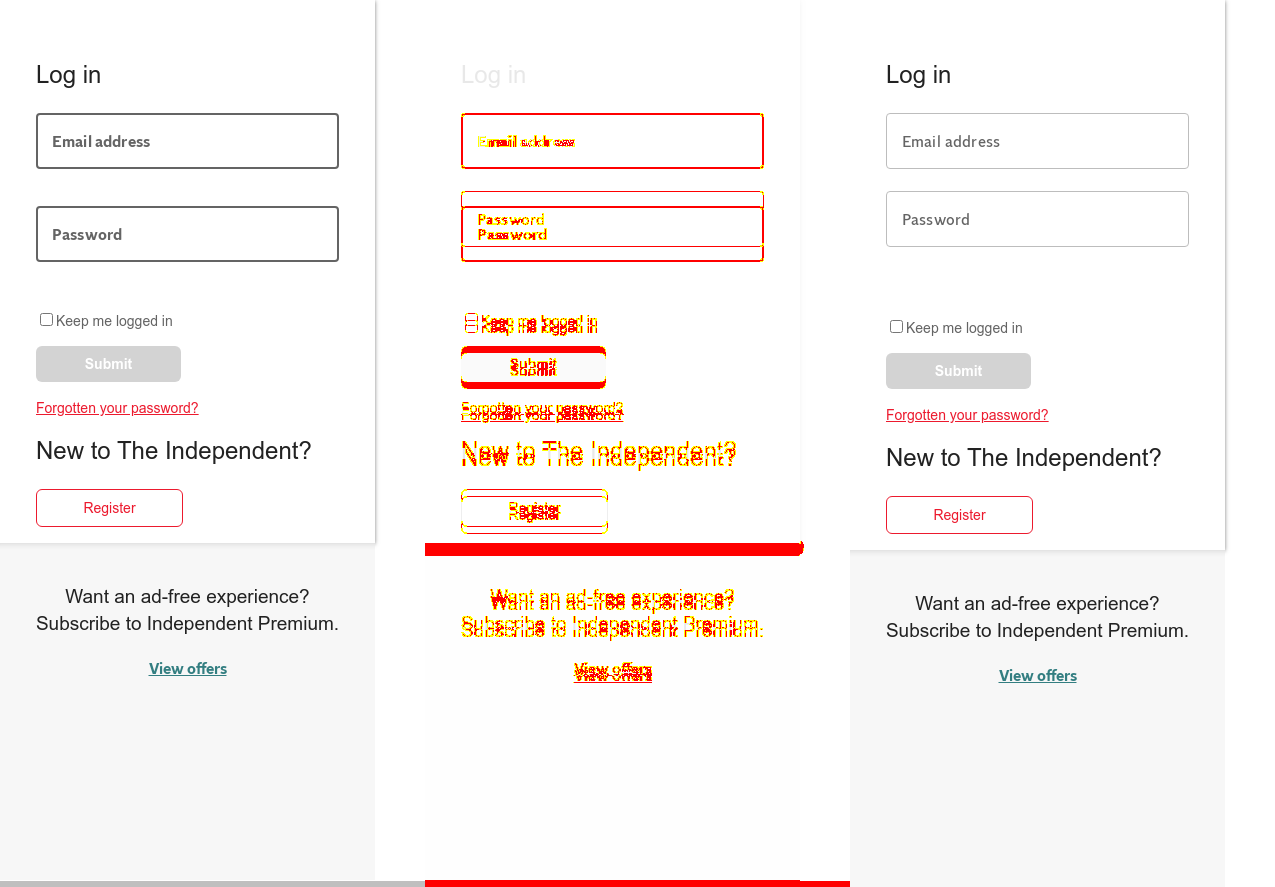 Log in
Email address
Password
Keep me logged in
Submit
Forgotten your password?
New to The Independent?
Register
Want an ad-free experience?
Subscribe to Independent Premium.
View offers
Log in
Email address
Password
Password
Keep me logged in
Submit
Forgotten your password?
New to The Independent?
Register
Want an ad-free experience?
Subscribe to Independent Premium.
View offers
Log in
Email address
Password
Keep me logged in
Submit
Forgotten your password?
New to The Independent?
Register
Want an ad-free experience?
Subscribe to Independent Premium.
View offers